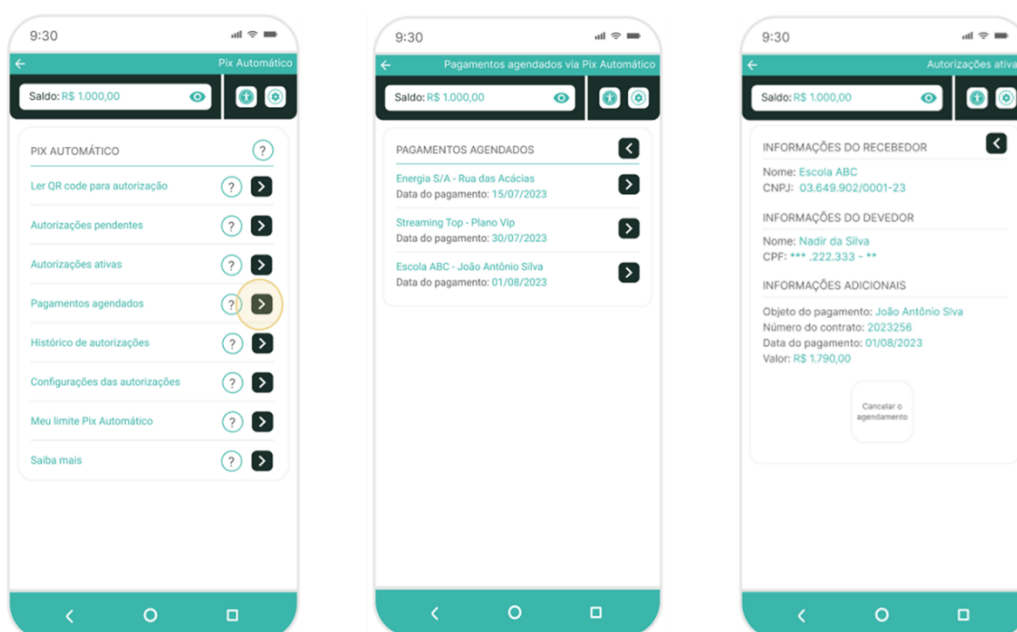 9:30
Pix Automático
Saldo: R$ 1.000,00
PIX AUTOMÁTICO
?
Ler QR code para autorização
?
Autorizações pendentes
?
Autorizações ativas
?
Pagamentos agendados
?
Histórico de autorizações
?
Configurações das autorizações
?
Meu limite Pix Automático
?
Saiba mais
?
9:30
Pagamentos agendados via Pix Automático
Saldo: R$ 1.000,00
PAGAMENTOS AGENDADOS
Energia S/A - Rua das Acácias
Data do pagamento: 15/07/2023
Streaming Top - Plano Vip
Data do pagamento: 30/07/2023
Escola ABC - João Antônio Silva
Data do pagamento: 01/08/2023
9:30
Autorizações ativa
Saldo: R$ 1.000,00
INFORMAÇÕES DO RECEBEDOR
Nome: Escola ABC
CNPJ: 03.649.902/0001-23
INFORMAÇÕES DO DEVEDOR
Nome: Nadir da Silva
CPF: *** .222.333 - **
INFORMAÇÕES ADICIONAIS
Objeto do pagamento: João Antônio Slva
Número do contrato: 2023256
Data do pagamento: 01/08/2023
Valor: R$ 1.790,00
Cancelar o
agendamento